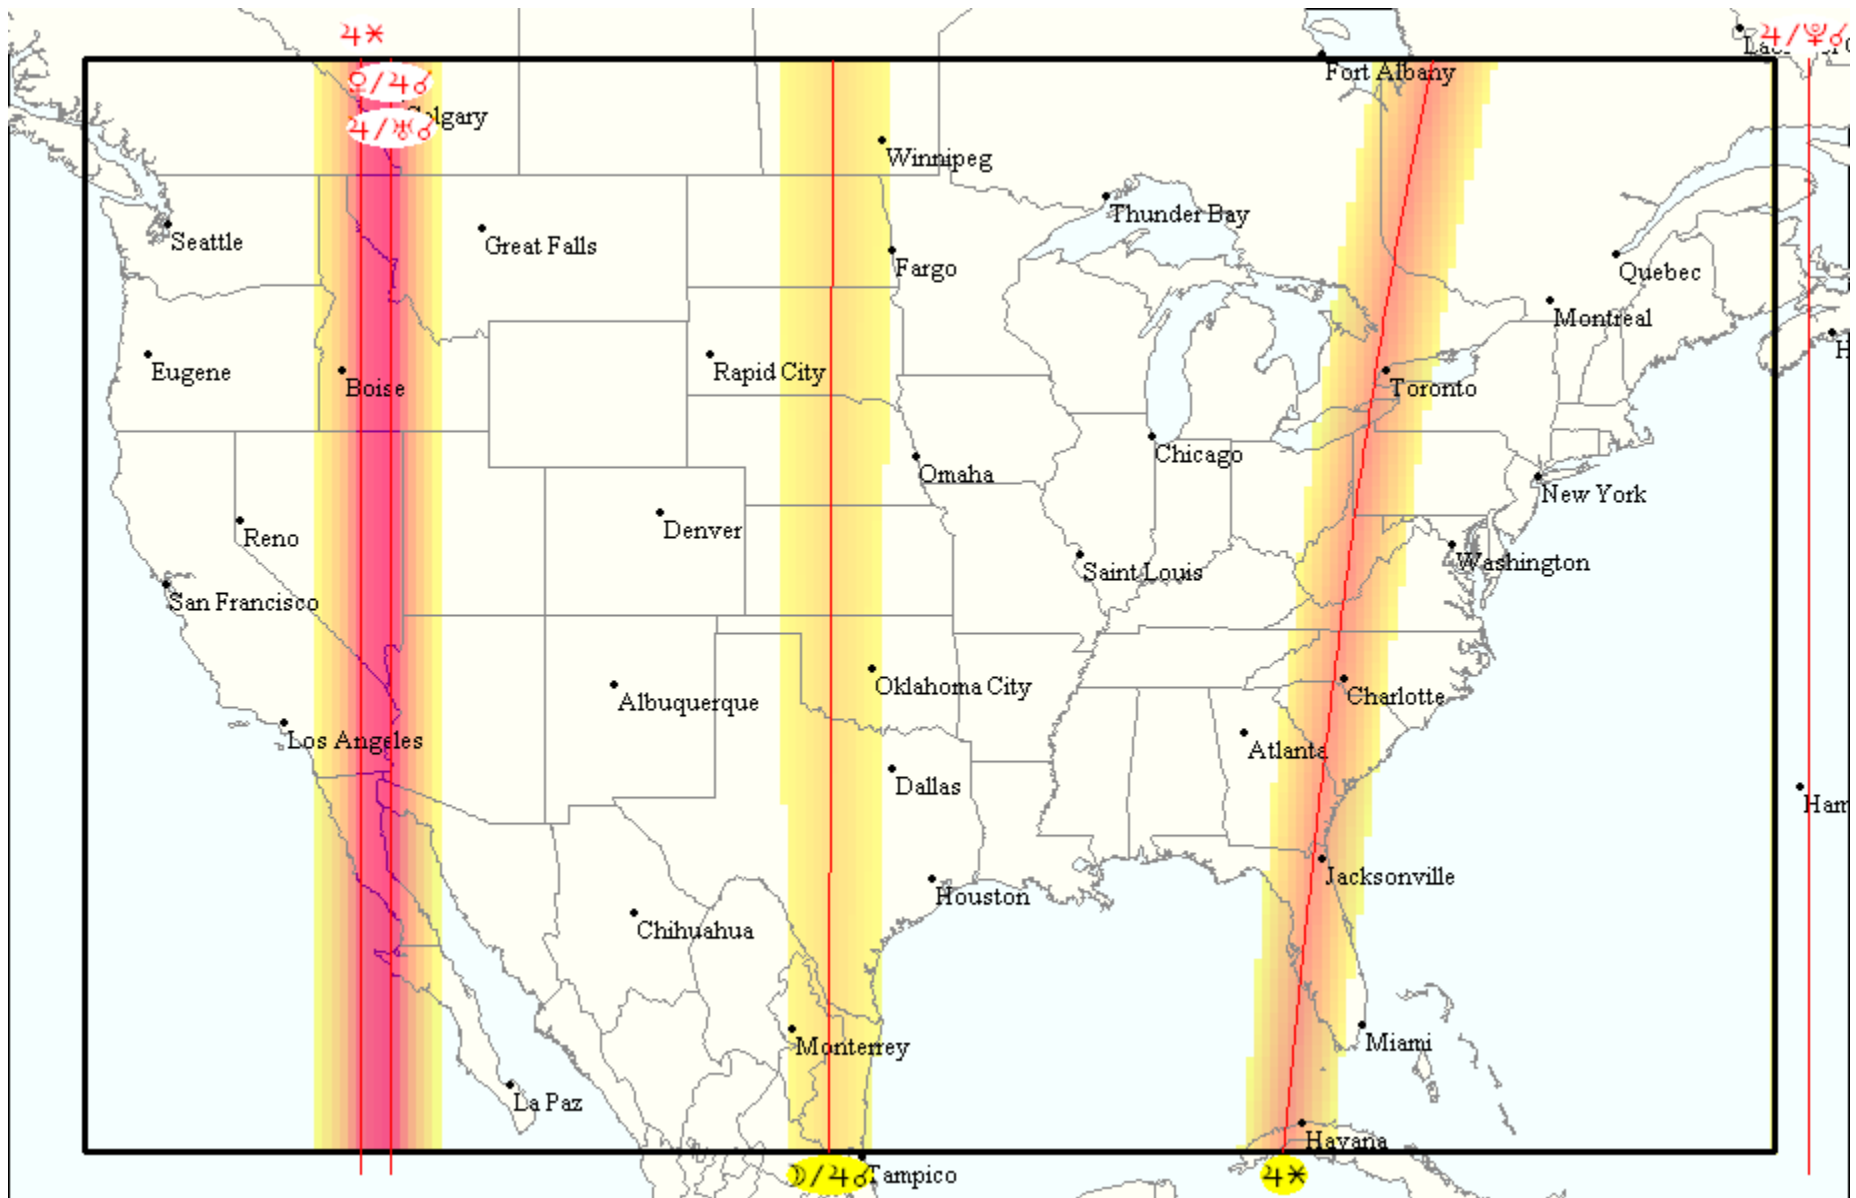 ♃⚹
♃/♆☌
♀/♃☌
♃/♅☌
Fort Albany
Winnipeg
Thunder Bay
Seattle
Great Falls
Fargo
Quebec
Montreal
Eugene
Boise
Rapid City
Toronto
Chicago
Omaha
New York
Reno
Denver
Washington
Saint Louis
San Francisco
Albuquerque
Oklahoma City
Charlotte
Los Angeles
Atlanta
Dallas
Ham
Jacksonville
Houston
Chihuahua
Monterrey
Miami
La Paz
Havana
☽/♃☌
Tampico
♃⚹